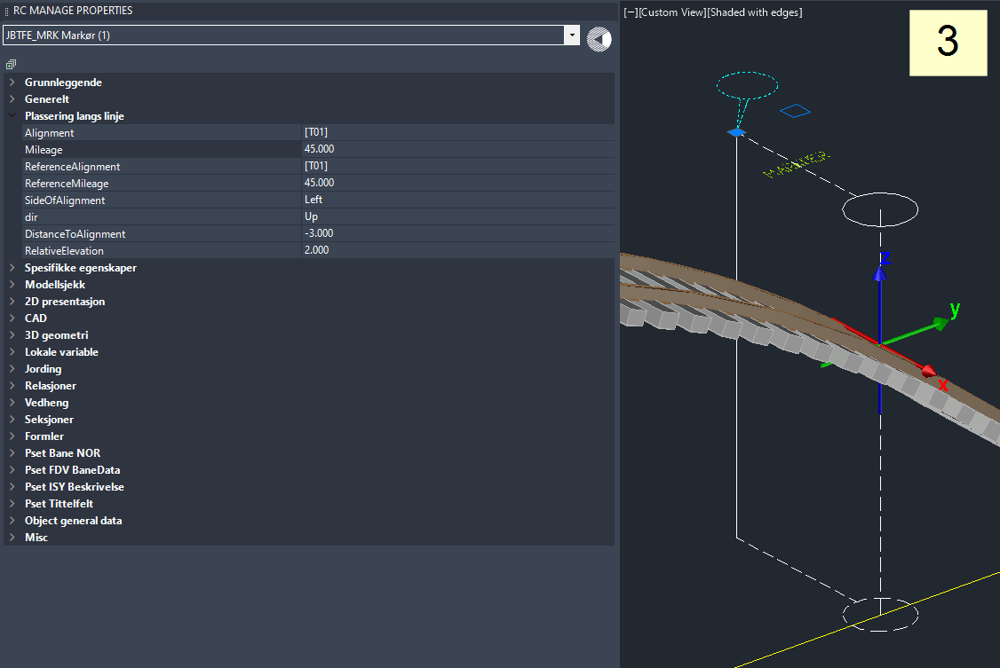 RC MANAGE PROPERTIES
JBTFE_MRK Markør (1)
Grunnleggende
Generelt
Plassering langs linje
Alignment [T01]
Mileage 45.000
ReferenceAlignment [T01]
ReferenceMileage 45.000
SideOfAlignment Left
dir Up
DistanceToAlignment -3.000
RelativeElevation 2.000
Spesifikke egenskaper
Modellsjekk
2D presentasjon
CAD
3D geometri
Lokale variable
Jording
Relasjoner
Vedheng
Seksjoner
Formler
Pset Bane NOR
Pset FDV BaneData
Pset ISY Beskrivelse
Pset Tittelfelt
Object general data
Misc
[−][Custom View][Shaded with edges]
3
z
y
x